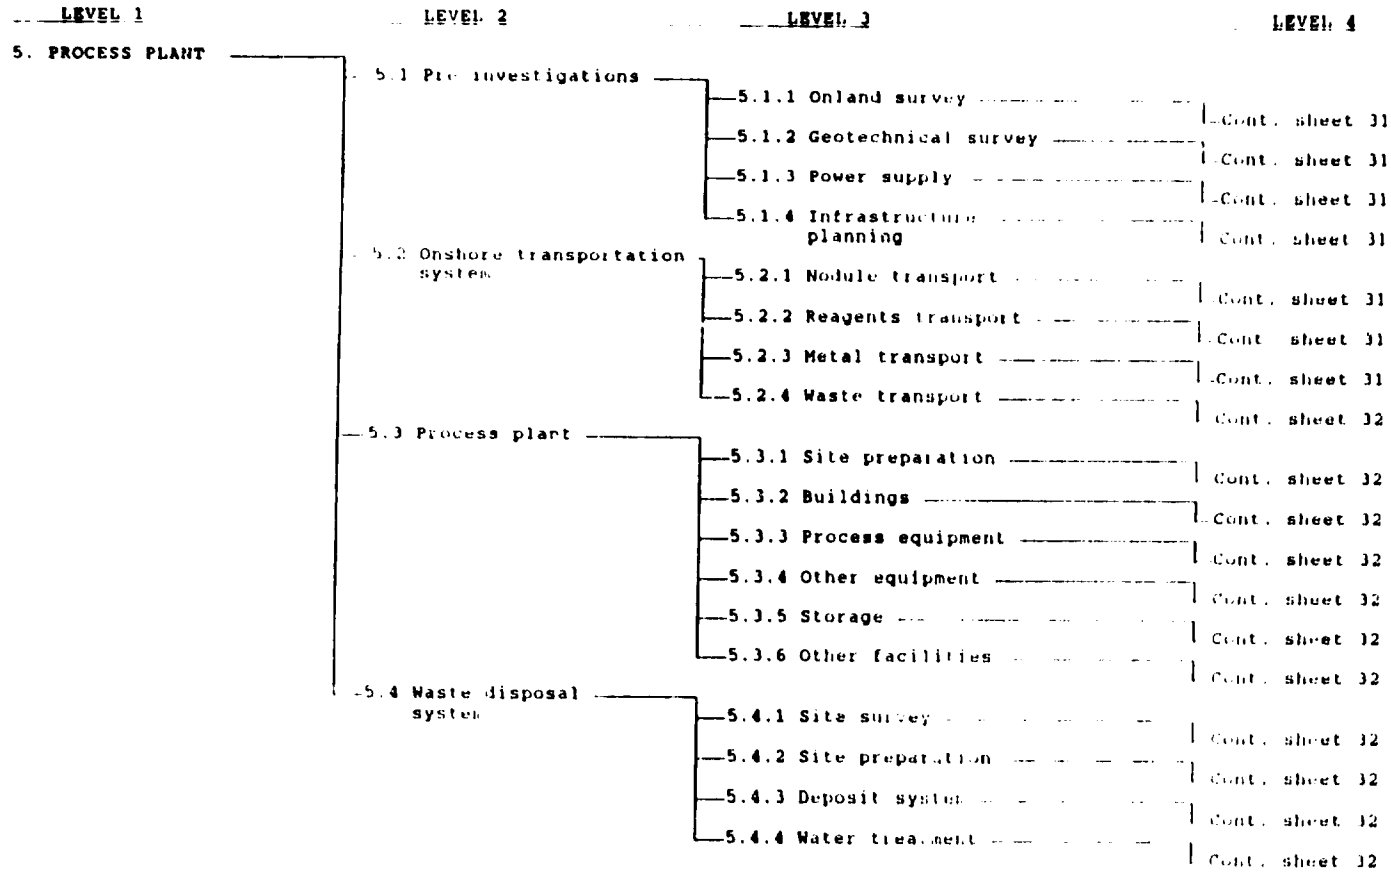 LEVEL 1 LEVEL 2 LEVEL 3 LEVEL 4
5. PROCESS PLANT
5.1 Pre investigations
5.1.1 Onland survey
Cont. sheet 31
5.1.2 Geotechnical survey
Cont. sheet 31
5.1.3 Power supply
Cont. sheet 31
5.1.4 Infrastructure
planning
Cont. sheet 31
5.2 Onshore transportation
system
5.2.1 Nodule transport
Cont. sheet 31
5.2.2 Reagents transport
Cont sheet 31
5.2.3 Metal transport
Cont. sheet 31
5.2.4 Waste transport
Cont. sheet 32
5.3 Process plant
5.3.1 Site preparation
Cont. sheet 32
5.3.2 Buildings
Cont. sheet 32
5.3.3 Process equipment
Cont. sheet 32
5.3.4 Other equipment
Cont. sheet 32
5.3.5 Storage
Cont. sheet 32
5.3.6 Other facilities
Cont. sheet 32
5.4 Waste disposal
system
5.4.1 Site survey
Cont. sheet 32
5.4.2 Site preparation
Cont. sheet 32
5.4.3 Deposit system
Cont. sheet 32
5.4.4 Water treatment
Cont. sheet 32